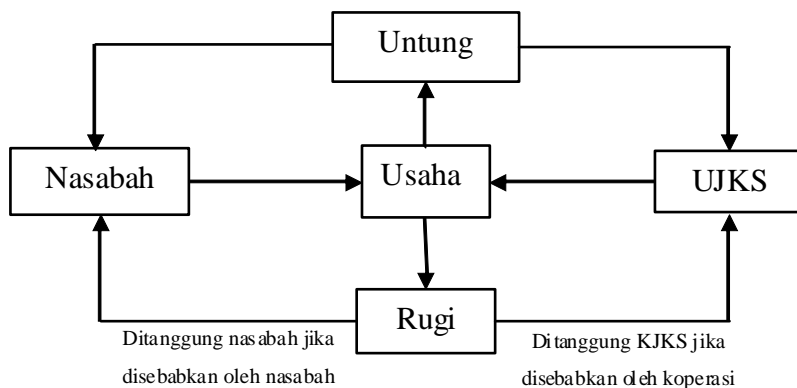 Untung
Nasabah
Usaha
UJKS
Rugi
Ditanggung nasabah jika
disebabkan oleh nasabah
Ditanggung KJKS jika
disebabkan oleh koperasi